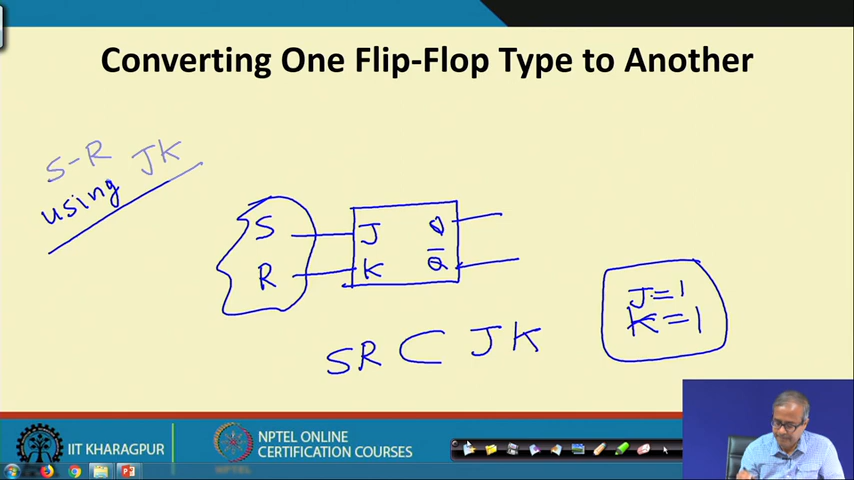 Converting One Flip-Flop Type to Another
S-R JK
using
S
R
J Q
K Q̅
SR ⊂ JK
J=1
K=1
IIT KHARAGPUR
NPTEL ONLINE
CERTIFICATION COURSES
NPTEL